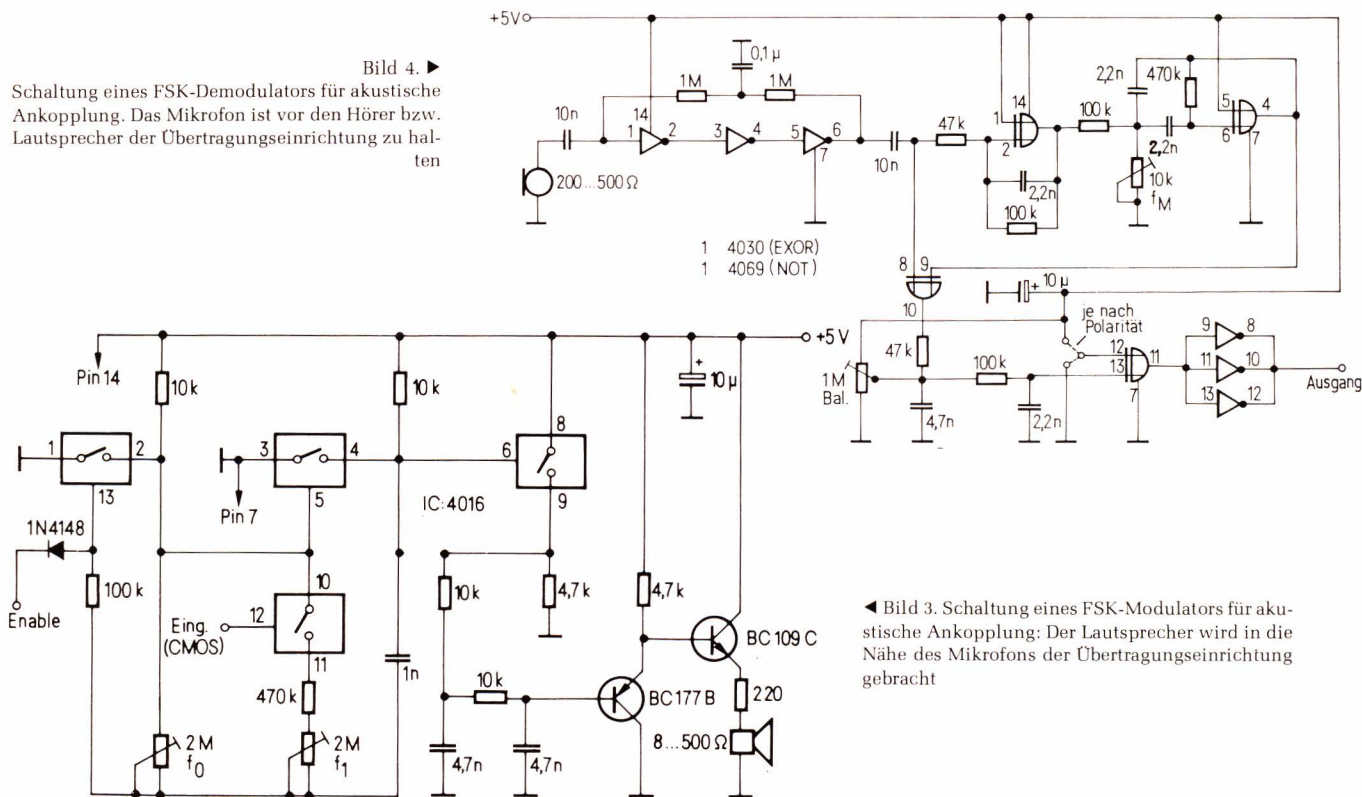 Bild 4. ▶
Schaltung eines FSK-Demodulators für akustische
Ankopplung. Das Mikrofon ist vor den Hörer bzw.
Lautsprecher der Übertragungseinrichtung zu hal-
ten
+5V
0,1 µ
1M
1M
10n
14
1
2
3
4
5
6
7
10n
200...500 Ω
1 4030 (EXOR)
1 4069 (NOT)
47k
14
1
2
2,2n
100k
100k
2,2n
470k
2,2n
10k
fM
5
6
4
7
8
9
10
+
10 µ
je nach
Polarität
47k
1M
Bal.
100k
4,7n
2,2n
12
13
11
7
9
8
11
10
13
12
Ausgang
+5V
Pin 14
10k
10k
+
10 µ
1
2
13
3
4
5
Pin 7
6
8
9
IC: 4016
1N4148
Enable
100k
Eing.
(CMOS)
12
10
11
470k
1n
2M
f0
2M
f1
10k
4,7k
4,7k
10k
4,7n
4,7n
BC 177 B
BC 109 C
220
8...500Ω
◀ Bild 3. Schaltung eines FSK-Modulators für aku-
stische Ankopplung: Der Lautsprecher wird in die
Nähe des Mikrofons der Übertragungseinrichtung
gebracht